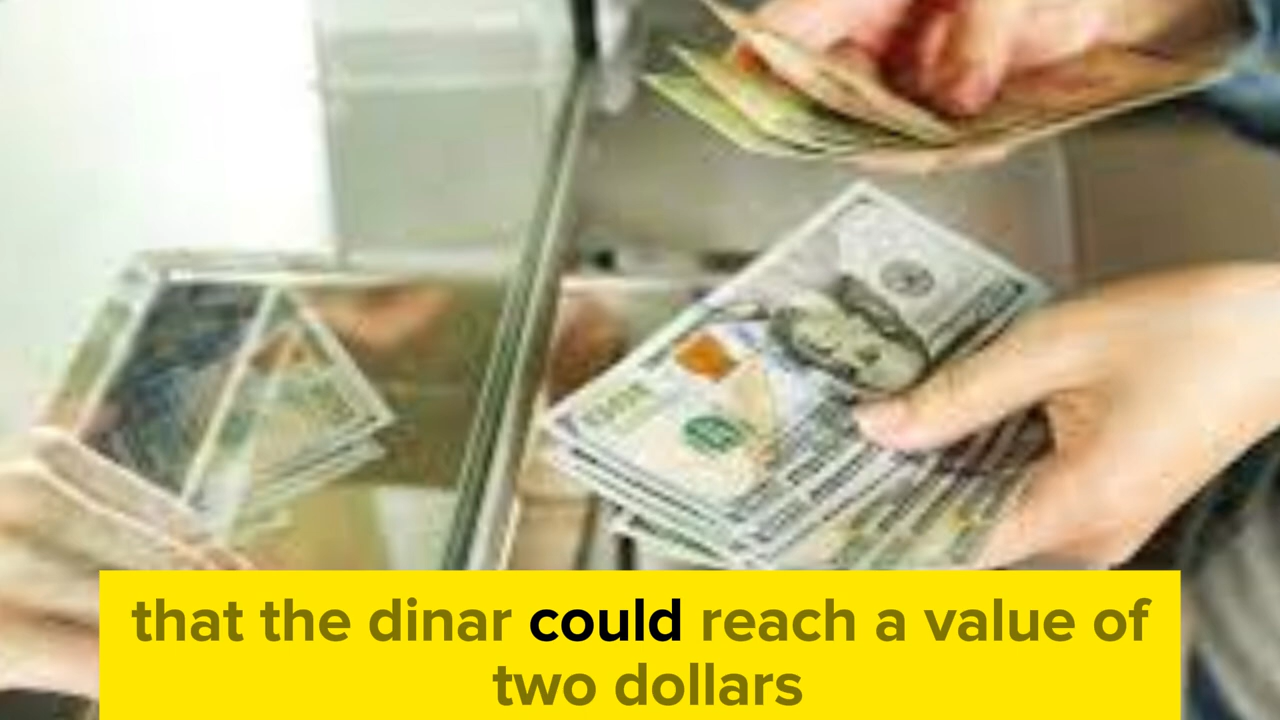 that the dinar could reach a value of
two dollars